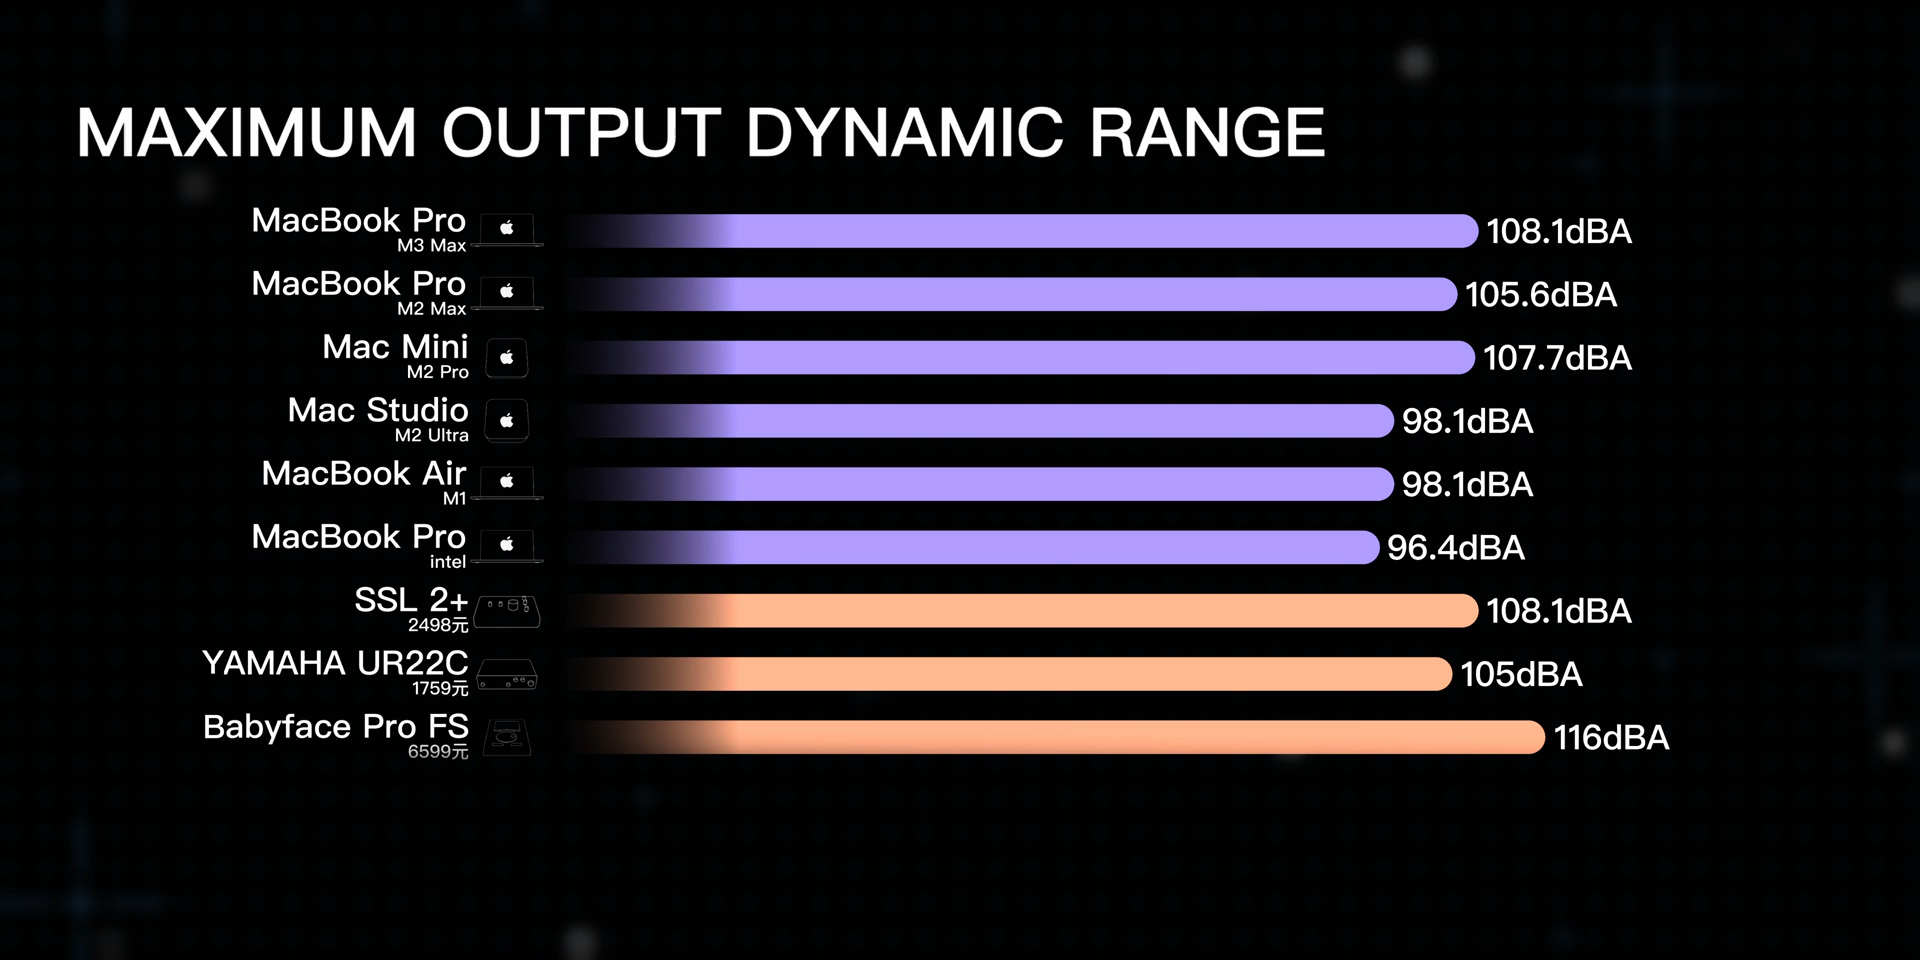 MAXIMUM OUTPUT DYNAMIC RANGE
MacBook Pro
M3 Max
108.1dBA
MacBook Pro
M2 Max
105.6dBA
Mac Mini
M2 Pro
107.7dBA
Mac Studio
M2 Ultra
98.1dBA
MacBook Air
M1
98.1dBA
MacBook Pro
intel
96.4dBA
SSL 2+
2498元
108.1dBA
YAMAHA UR22C
1759元
105dBA
Babyface Pro FS
6599元
116dBA